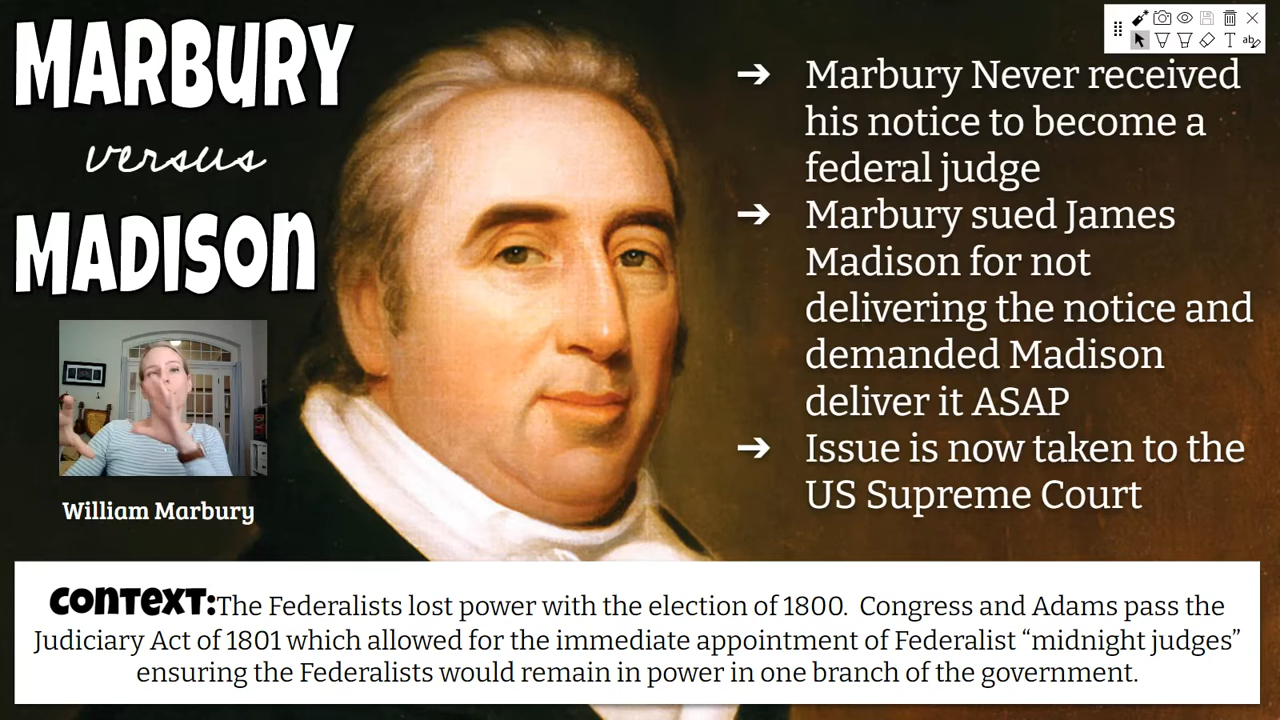 MARBURY
versus
MADISON
William Marbury
➔ Marbury Never received
his notice to become a
federal judge
➔ Marbury sued James
Madison for not
delivering the notice and
demanded Madison
deliver it ASAP
➔ Issue is now taken to the
US Supreme Court
CONTEXT:The Federalists lost power with the election of 1800. Congress and Adams pass the
Judiciary Act of 1801 which allowed for the immediate appointment of Federalist “midnight judges”
ensuring the Federalists would remain in power in one branch of the government.